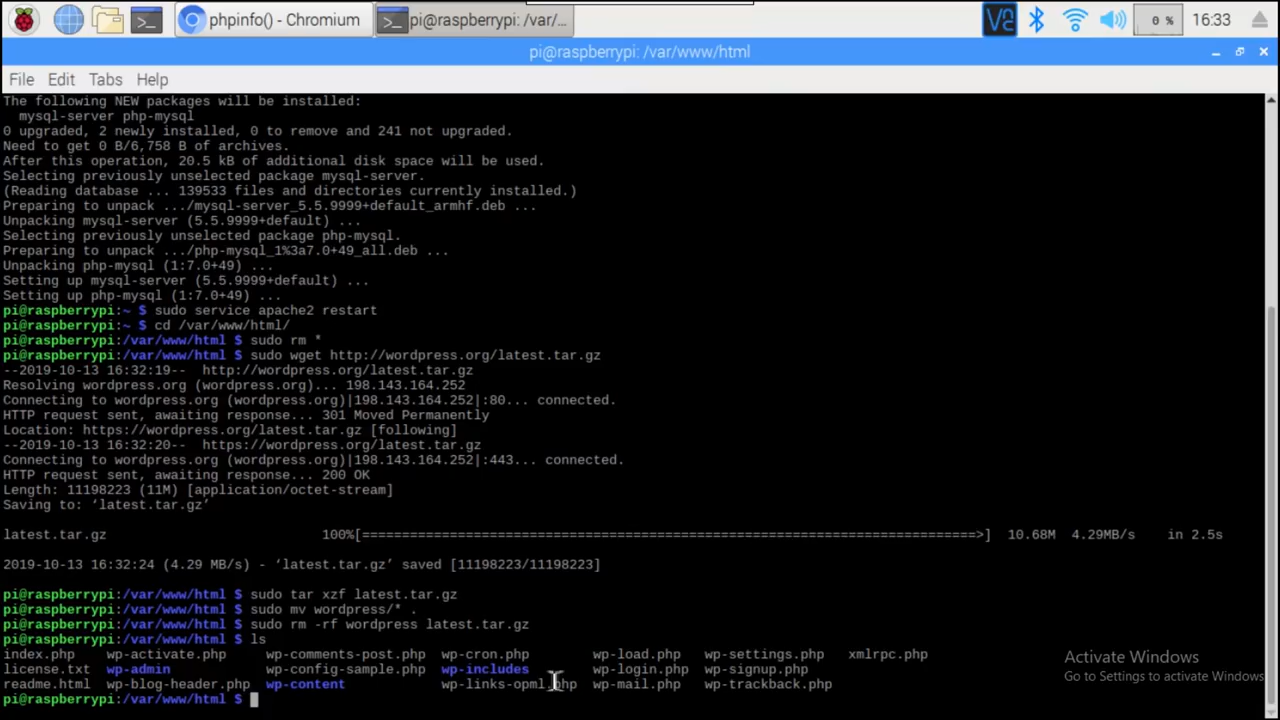 phpinfo() - Chromium
pi@raspberrypi: /var/...
0 %
16:33
pi@raspberrypi: /var/www/html
File Edit Tabs Help
The following NEW packages will be installed:
mysql-server php-mysql
0 upgraded, 2 newly installed, 0 to remove and 241 not upgraded.
Need to get 0 B/6,758 B of archives.
After this operation, 20.5 kB of additional disk space will be used.
Selecting previously unselected package mysql-server.
(Reading database ... 139533 files and directories currently installed.)
Preparing to unpack .../mysql-server_5.5.9999+default_armhf.deb ...
Unpacking mysql-server (5.5.9999+default) ...
Selecting previously unselected package php-mysql.
Preparing to unpack .../php-mysql_1%3a7.0+49_all.deb ...
Unpacking php-mysql (1:7.0+49) ...
Setting up mysql-server (5.5.9999+default) ...
Setting up php-mysql (1:7.0+49) ...
pi@raspberrypi:~ $ sudo service apache2 restart
pi@raspberrypi:~ $ cd /var/www/html/
pi@raspberrypi:/var/www/html $ sudo rm *
pi@raspberrypi:/var/www/html $ sudo wget http://wordpress.org/latest.tar.gz
--2019-10-13 16:32:19-- http://wordpress.org/latest.tar.gz
Resolving wordpress.org (wordpress.org)... 198.143.164.252
Connecting to wordpress.org (wordpress.org)|198.143.164.252|:80... connected.
HTTP request sent, awaiting response... 301 Moved Permanently
Location: https://wordpress.org/latest.tar.gz [following]
--2019-10-13 16:32:20-- https://wordpress.org/latest.tar.gz
Connecting to wordpress.org (wordpress.org)|198.143.164.252|:443... connected.
HTTP request sent, awaiting response... 200 OK
Length: 11198223 (11M) [application/octet-stream]
Saving to: ‘latest.tar.gz’
latest.tar.gz 100%[==============================================================================>] 10.68M 4.29MB/s in 2.5s
2019-10-13 16:32:24 (4.29 MB/s) - ‘latest.tar.gz’ saved [11198223/11198223]
pi@raspberrypi:/var/www/html $ sudo tar xzf latest.tar.gz
pi@raspberrypi:/var/www/html $ sudo mv wordpress/* .
pi@raspberrypi:/var/www/html $ sudo rm -rf wordpress latest.tar.gz
pi@raspberrypi:/var/www/html $ ls
index.php wp-activate.php wp-comments-post.php wp-cron.php wp-load.php wp-settings.php xmlrpc.php
license.txt wp-admin wp-config-sample.php wp-includes wp-login.php wp-signup.php
readme.html wp-blog-header.php wp-content wp-links-opml.php wp-mail.php wp-trackback.php
pi@raspberrypi:/var/www/html $
Activate Windows
Go to Settings to activate Windows